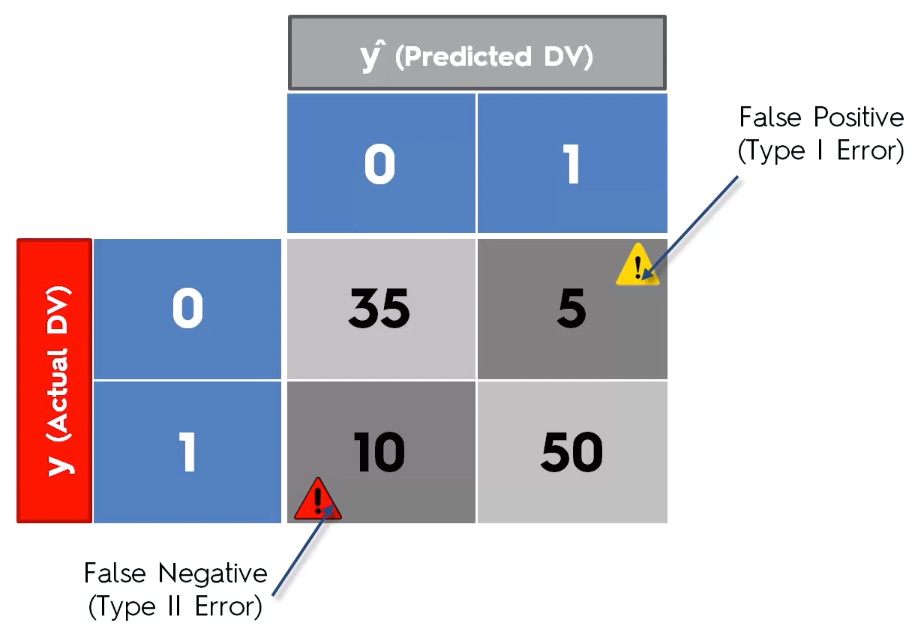 ŷ (Predicted DV)
0 1
False Positive
(Type I Error)
y (Actual DV)
0 35 5
!
1 10 50
!
False Negative
(Type II Error)